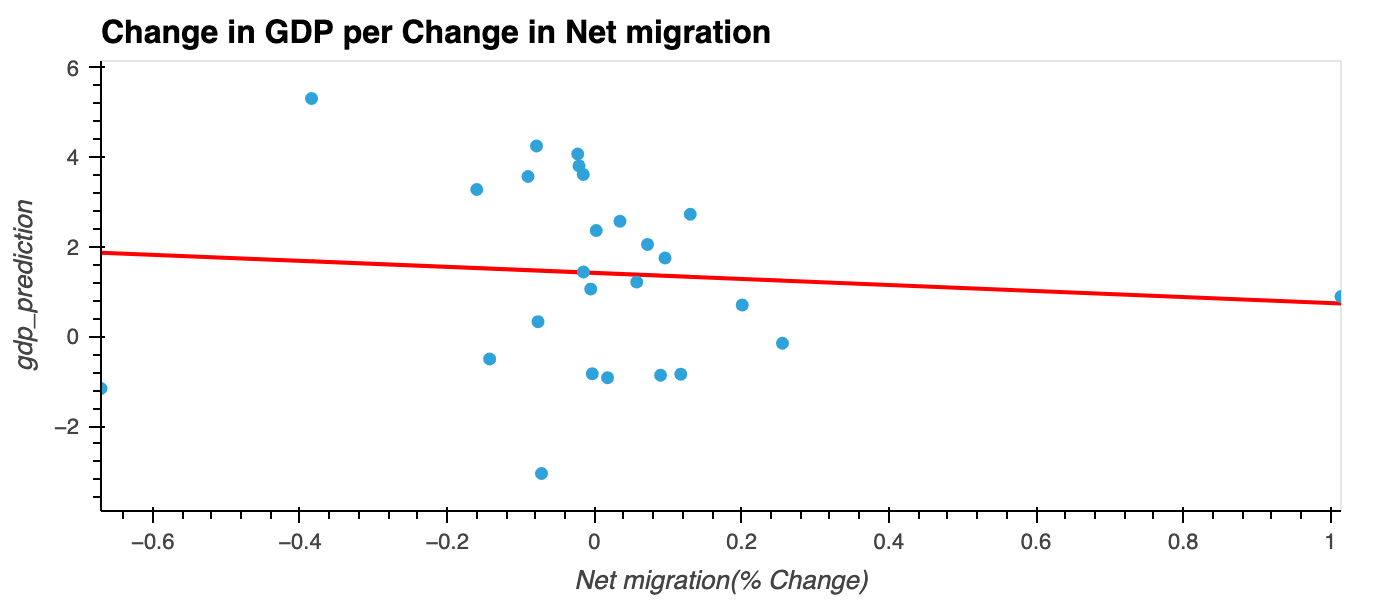 Change in GDP per Change in Net migration
6
4
2
0
−2
gdp_prediction
−0.6 −0.4 −0.2 0 0.2 0.4 0.6 0.8 1
Net migration(% Change)